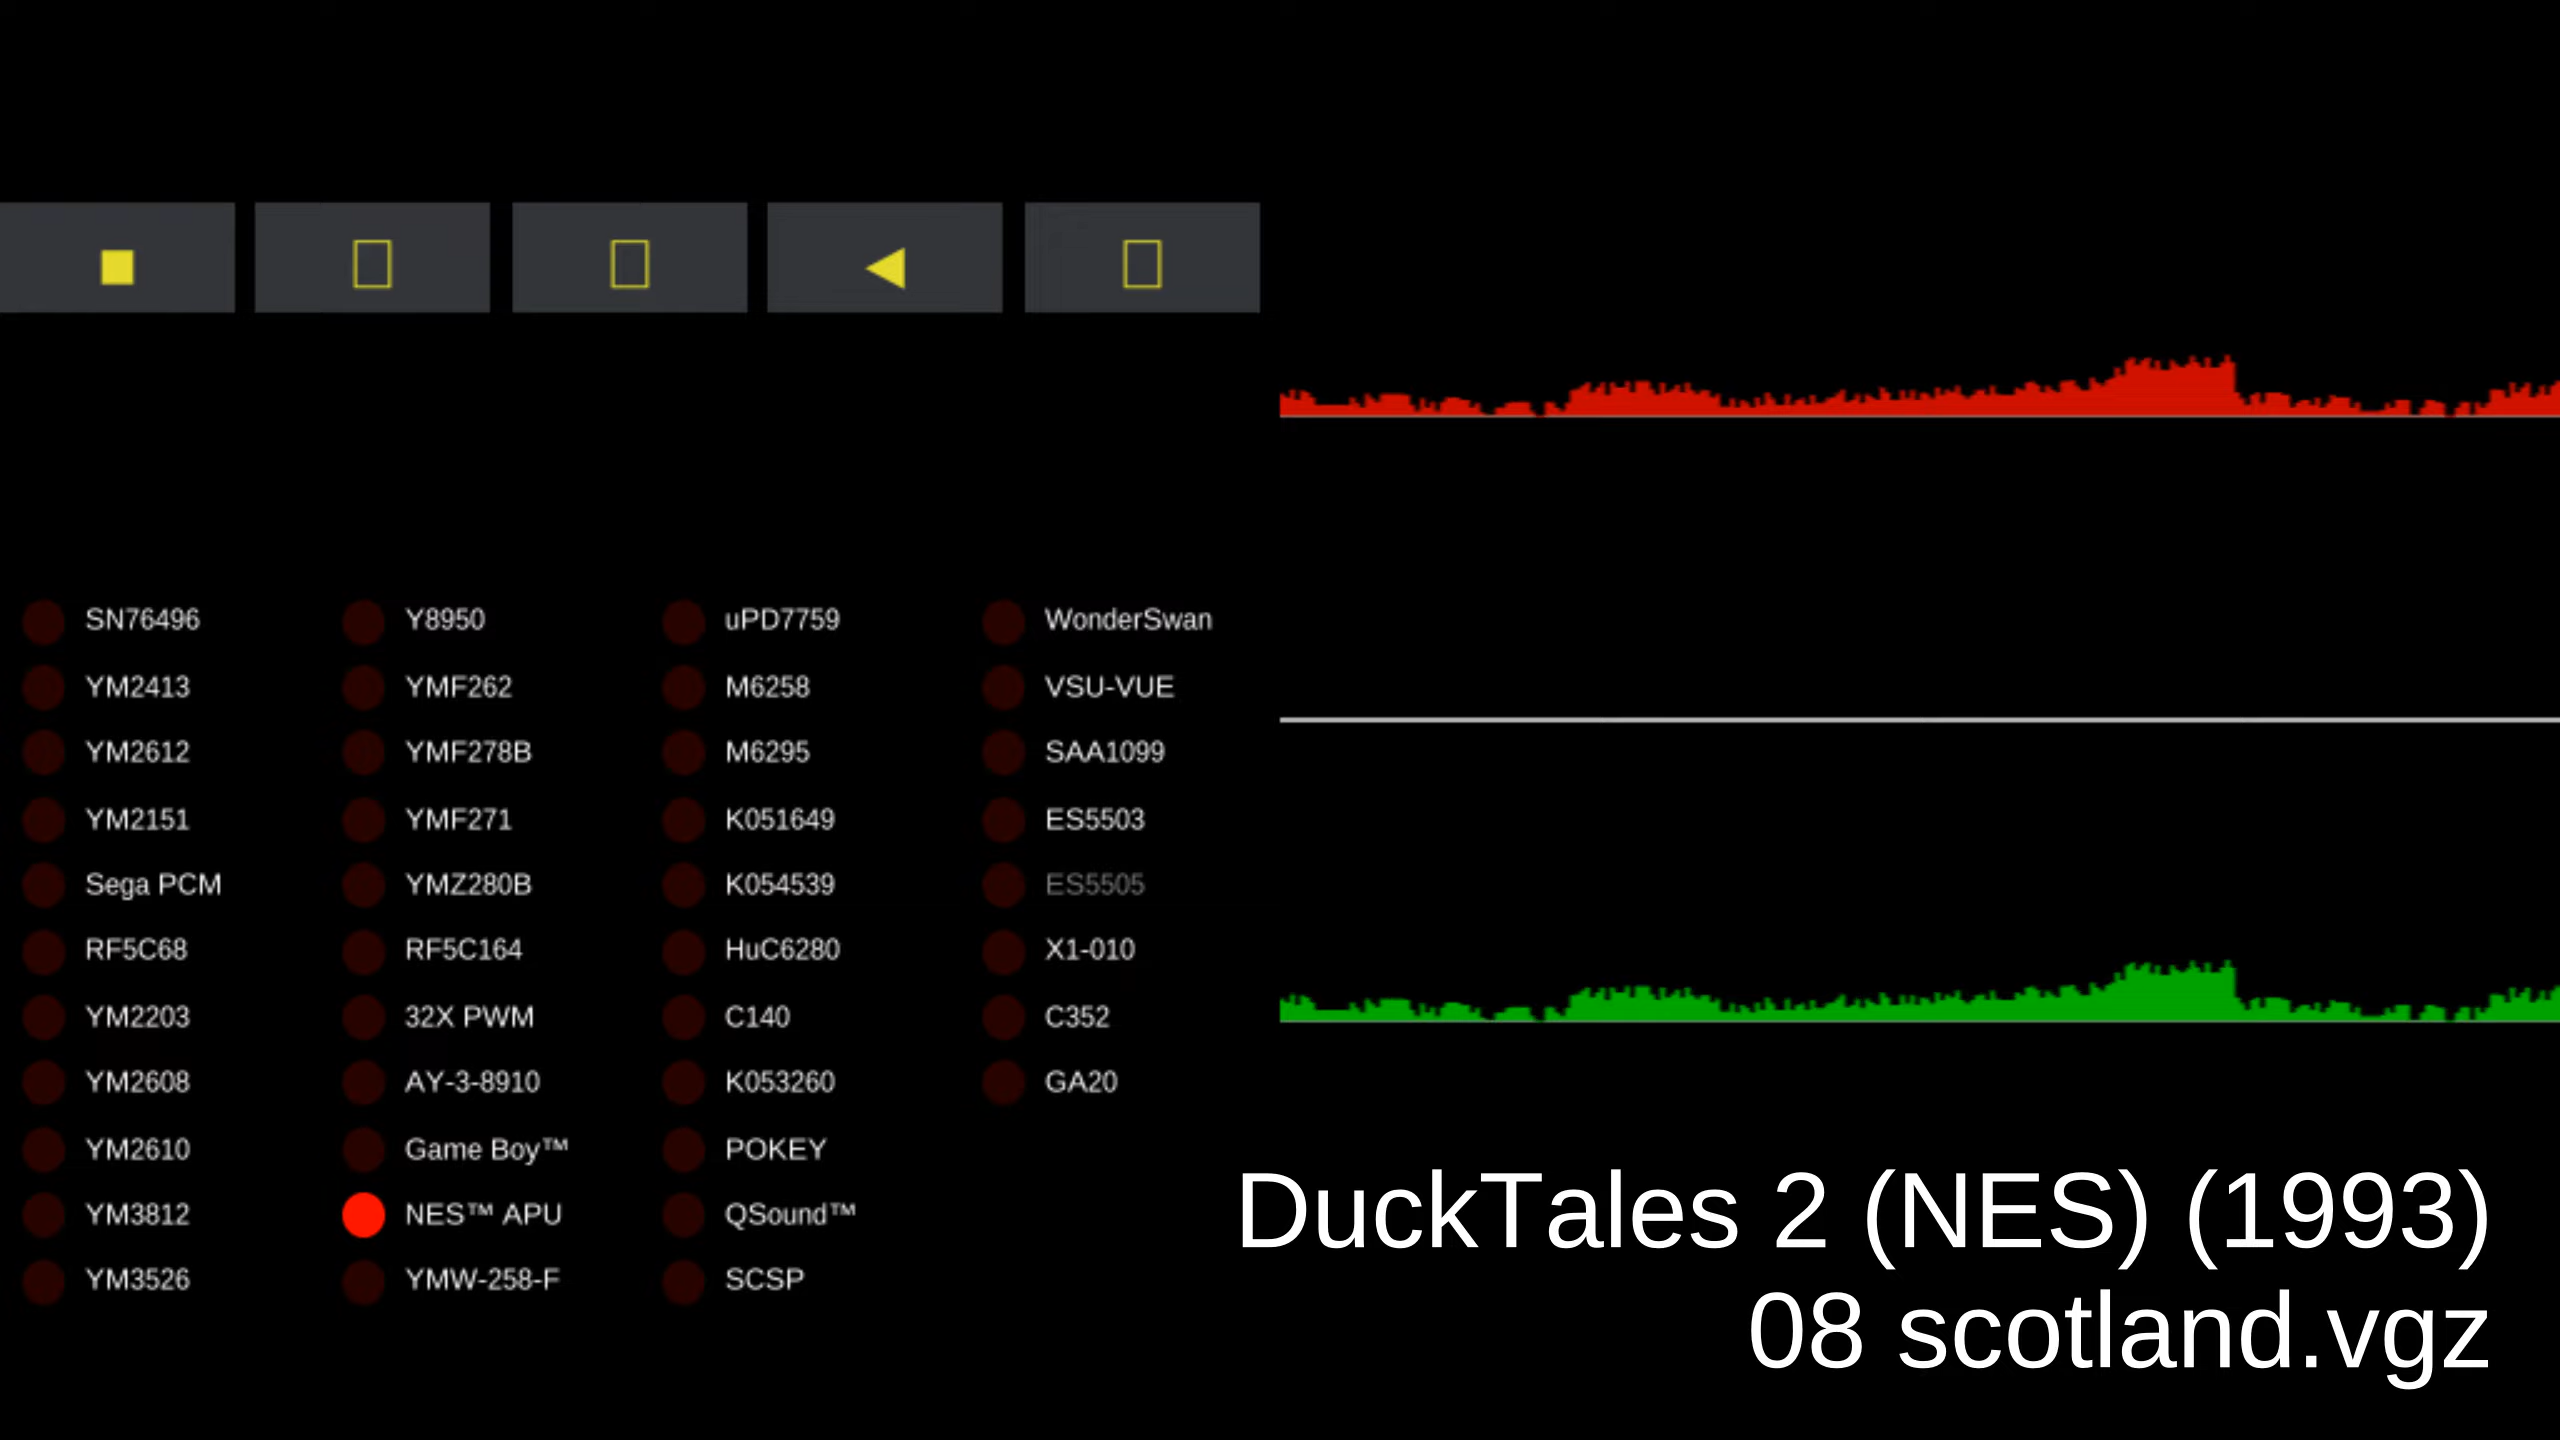 SN76496
YM2413
YM2612
YM2151
Sega PCM
RF5C68
YM2203
YM2608
YM2610
YM3812
YM3526
Y8950
YMF262
YMF278B
YMF271
YMZ280B
RF5C164
32X PWM
AY-3-8910
Game Boy™
NES™ APU
YMW-258-F
uPD7759
M6258
M6295
K051649
K054539
HuC6280
C140
K053260
POKEY
QSound™
SCSP
WonderSwan
VSU-VUE
SAA1099
ES5503
ES5505
X1-010
C352
GA20
DuckTales 2 (NES) (1993)
08 scotland.vgz